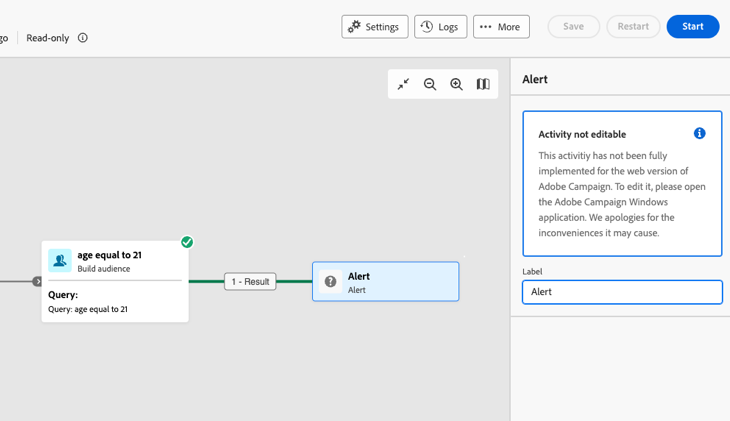 go
Read-only
Settings
Logs
More
Save
Restart
Start
Alert
Activity not editable
This activitiy has not been fully
implemented for the web version of
Adobe Campaign. To edit it, please open
the Adobe Campaign Windows
application. We apologies for the
inconveniences it may cause.
Label
Alert
age equal to 21
Build audience
Query:
Query: age equal to 21
1 - Result
Alert
Alert